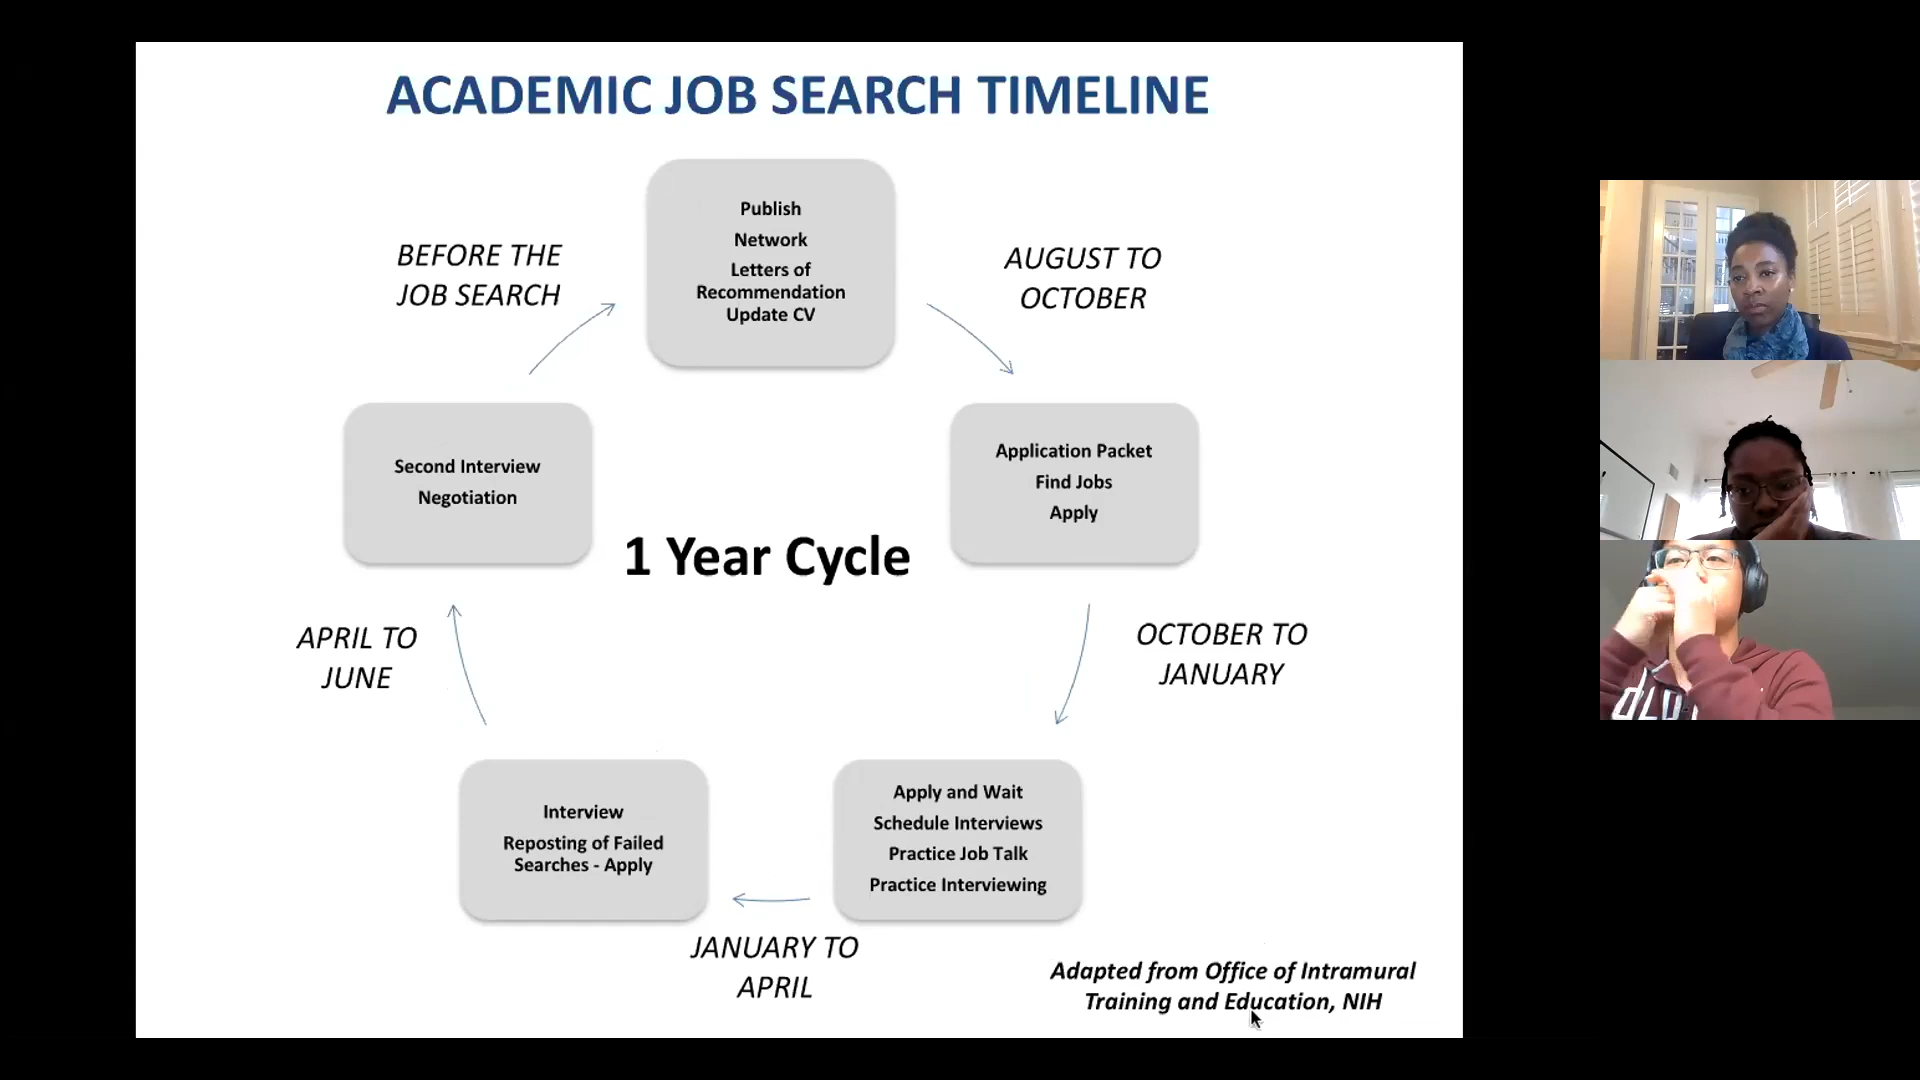 ACADEMIC JOB SEARCH TIMELINE
Publish
Network
Letters of
Recommendation
Update CV
BEFORE THE
JOB SEARCH
AUGUST TO
OCTOBER
Second Interview
Negotiation
Application Packet
Find Jobs
Apply
1 Year Cycle
APRIL TO
JUNE
OCTOBER TO
JANUARY
Interview
Reposting of Failed
Searches - Apply
Apply and Wait
Schedule Interviews
Practice Job Talk
Practice Interviewing
JANUARY TO
APRIL
Adapted from Office of Intramural
Training and Education, NIH